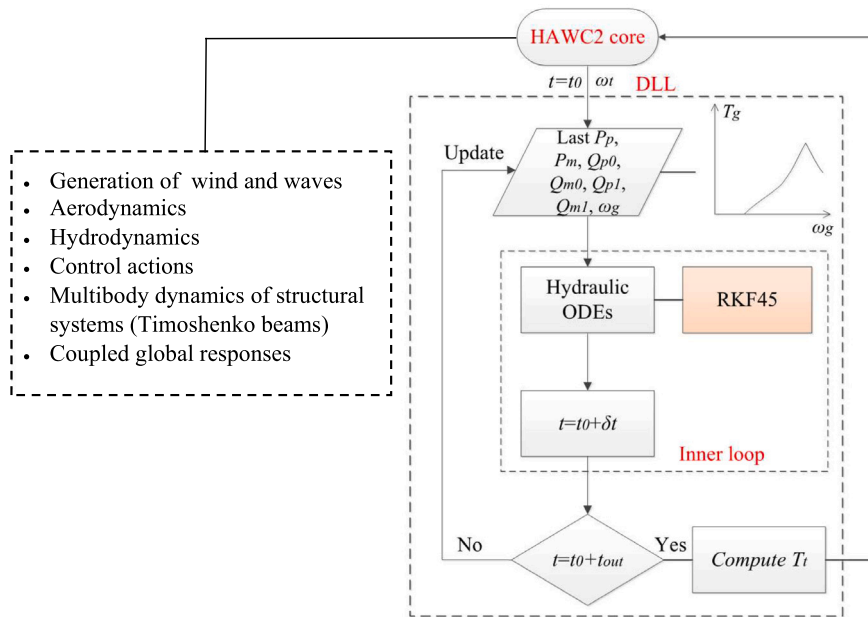 HAWC2 core
t=t0 ωt
DLL
Tg
ωg
Last Pp,
Pm, Qp0,
Qm0, Qp1,
Qm1, ωg
Update
• Generation of wind and waves
• Aerodynamics
• Hydrodynamics
• Control actions
• Multibody dynamics of structural
systems (Timoshenko beams)
• Coupled global responses
Hydraulic
ODEs
RKF45
t=t0+δt
Inner loop
No
t=t0+tout
Yes
Compute Tt